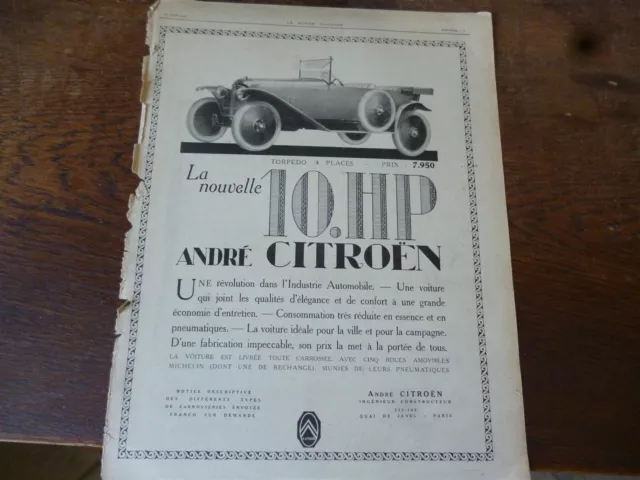 TORPEDO 4 PLACES - PRIX 7.950
La
nouvelle
10.HP
ANDRÉ CITROËN
UNE révolution dans l'Industrie Automobile. — Une voiture
qui joint les qualités d'élégance et de confort à une grande
économie d'entretien. — Consommation très réduite en essence et en
pneumatiques. — La voiture idéale pour la ville et pour la campagne.
D'une fabrication impeccable, son prix la met à la portée de tous.
LA VOITURE EST LIVRÉE TOUTE CARROSSÉE, AVEC CINQ ROUES AMOVIBLES
MICHELIN (DONT UNE DE RECHANGE), MUNIES DE LEURS PNEUMATIQUES
NOTICE DESCRIPTIVE
DES DIFFÉRENTS TYPES
DE CARROSSERIES ENVOYÉE
FRANCO SUR DEMANDE
ANDRÉ CITROËN
INGÉNIEUR CONSTRUCTEUR
QUAI DE JAVEL - PARIS